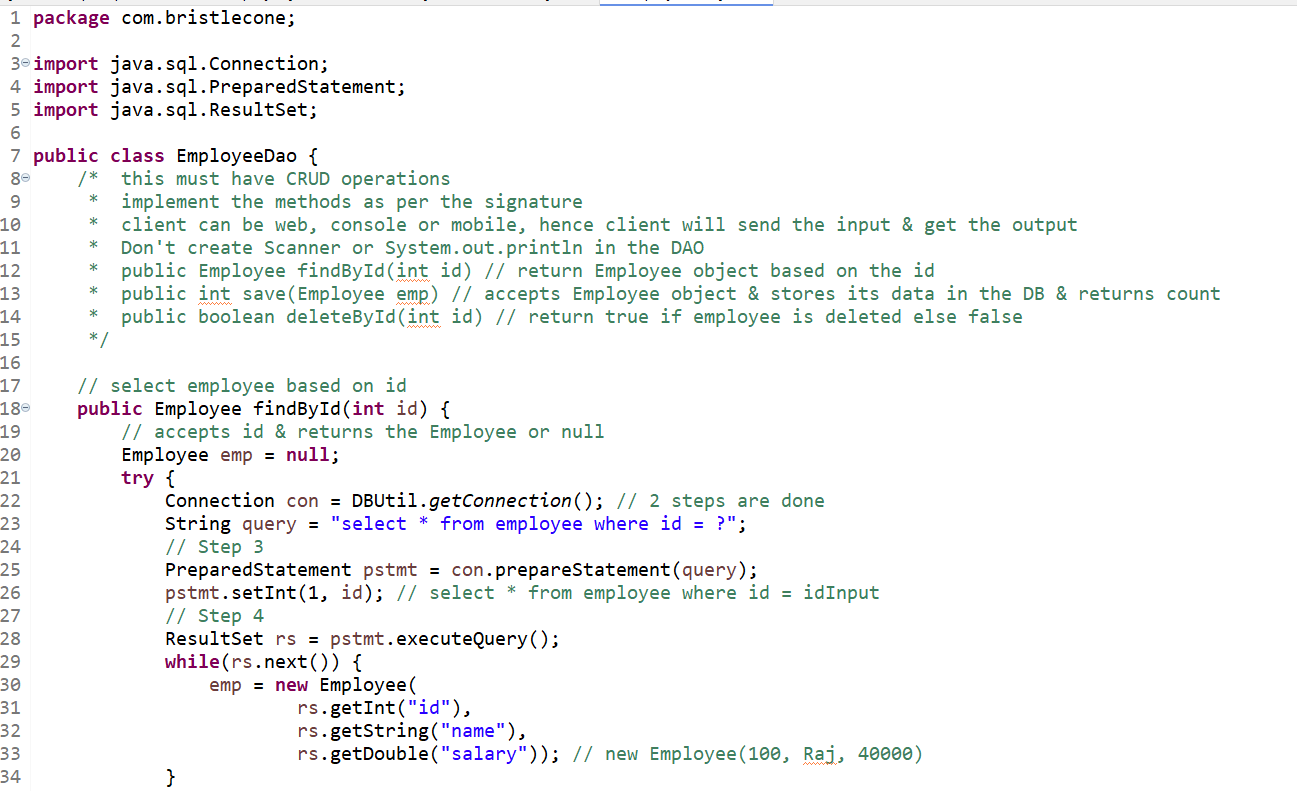 1 package com.bristlecone;
2
3 import java.sql.Connection;
4 import java.sql.PreparedStatement;
5 import java.sql.ResultSet;
6
7 public class EmployeeDao {
8     /*  this must have CRUD operations
9      *  implement the methods as per the signature
10      *  client can be web, console or mobile, hence client will send the input & get the output
11      *  Don't create Scanner or System.out.println in the DAO
12      *  public Employee findById(int id) // return Employee object based on the id
13      *  public int save(Employee emp) // accepts Employee object & stores its data in the DB & returns count
14      *  public boolean deleteById(int id) // return true if employee is deleted else false
15      */
16
17     // select employee based on id
18     public Employee findById(int id) {
19         // accepts id & returns the Employee or null
20         Employee emp = null;
21         try {
22             Connection con = DBUtil.getConnection(); // 2 steps are done
23             String query = "select * from employee where id = ?";
24             // Step 3
25             PreparedStatement pstmt = con.prepareStatement(query);
26             pstmt.setInt(1, id); // select * from employee where id = idInput
27             // Step 4
28             ResultSet rs = pstmt.executeQuery();
29             while(rs.next()) {
30                 emp = new Employee(
31                         rs.getInt("id"),
32                         rs.getString("name"),
33                         rs.getDouble("salary")); // new Employee(100, Raj, 40000)
34             }